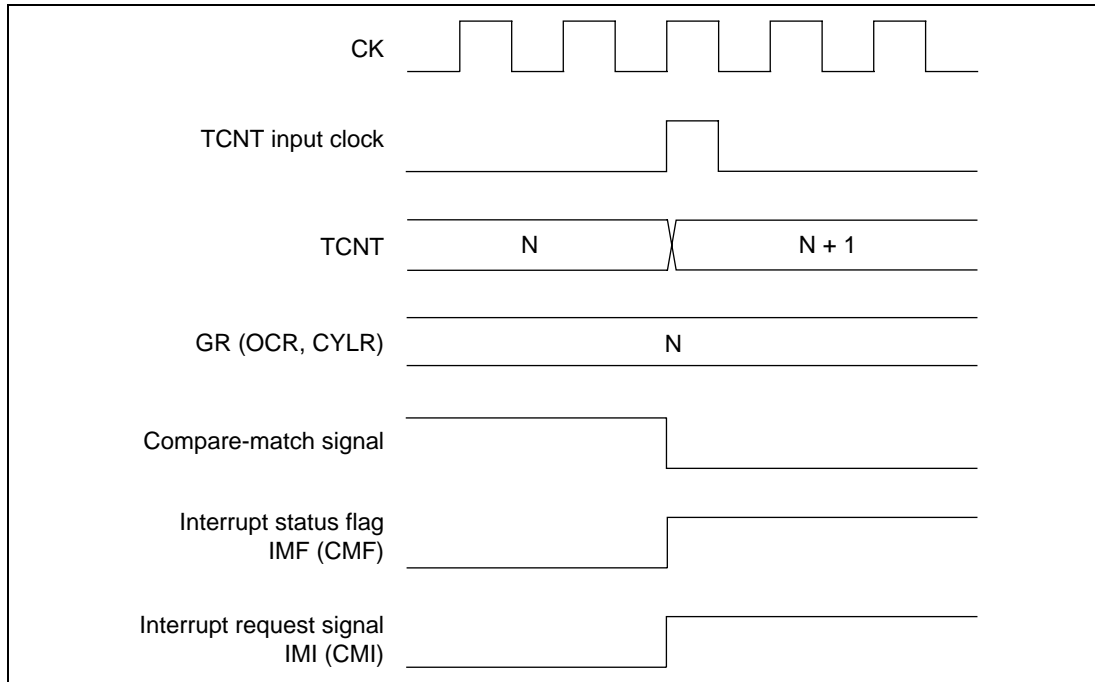 CK
TCNT input clock
TCNT
N
N + 1
GR (OCR, CYLR)
N
Compare-match signal
Interrupt status flag
IMF (CMF)
Interrupt request signal
IMI (CMI)